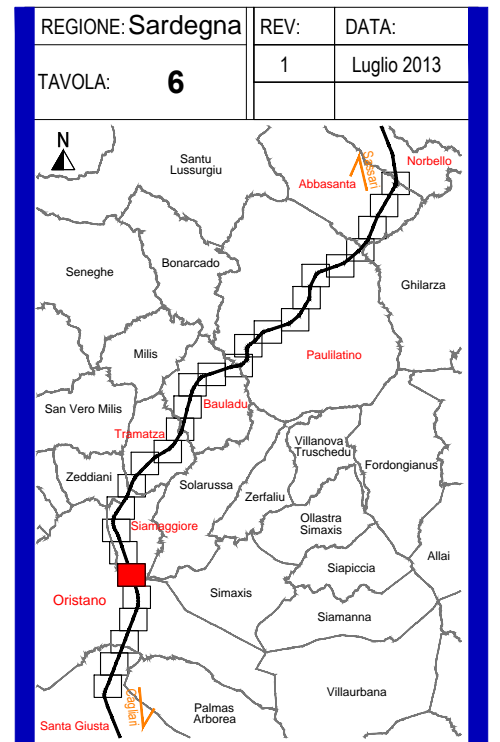 REGIONE: Sardegna
REV:
DATA:
TAVOLA: 6
1
Luglio 2013
N
Santu
Lussurgiu
Sassari
Norbello
Abbasanta
Seneghe
Bonarcado
Ghilarza
Milis
Paulilatino
San Vero Milis
Bauladu
Tramatza
Villanova
Truschedu
Zeddiani
Solarussa
Fordongianus
Zerfaliu
Siamaggiore
Ollastra
Simaxis
Allai
Siapiccia
Oristano
Simaxis
Siamanna
Villaurbana
Cagliari
Palmas
Arborea
Santa Giusta